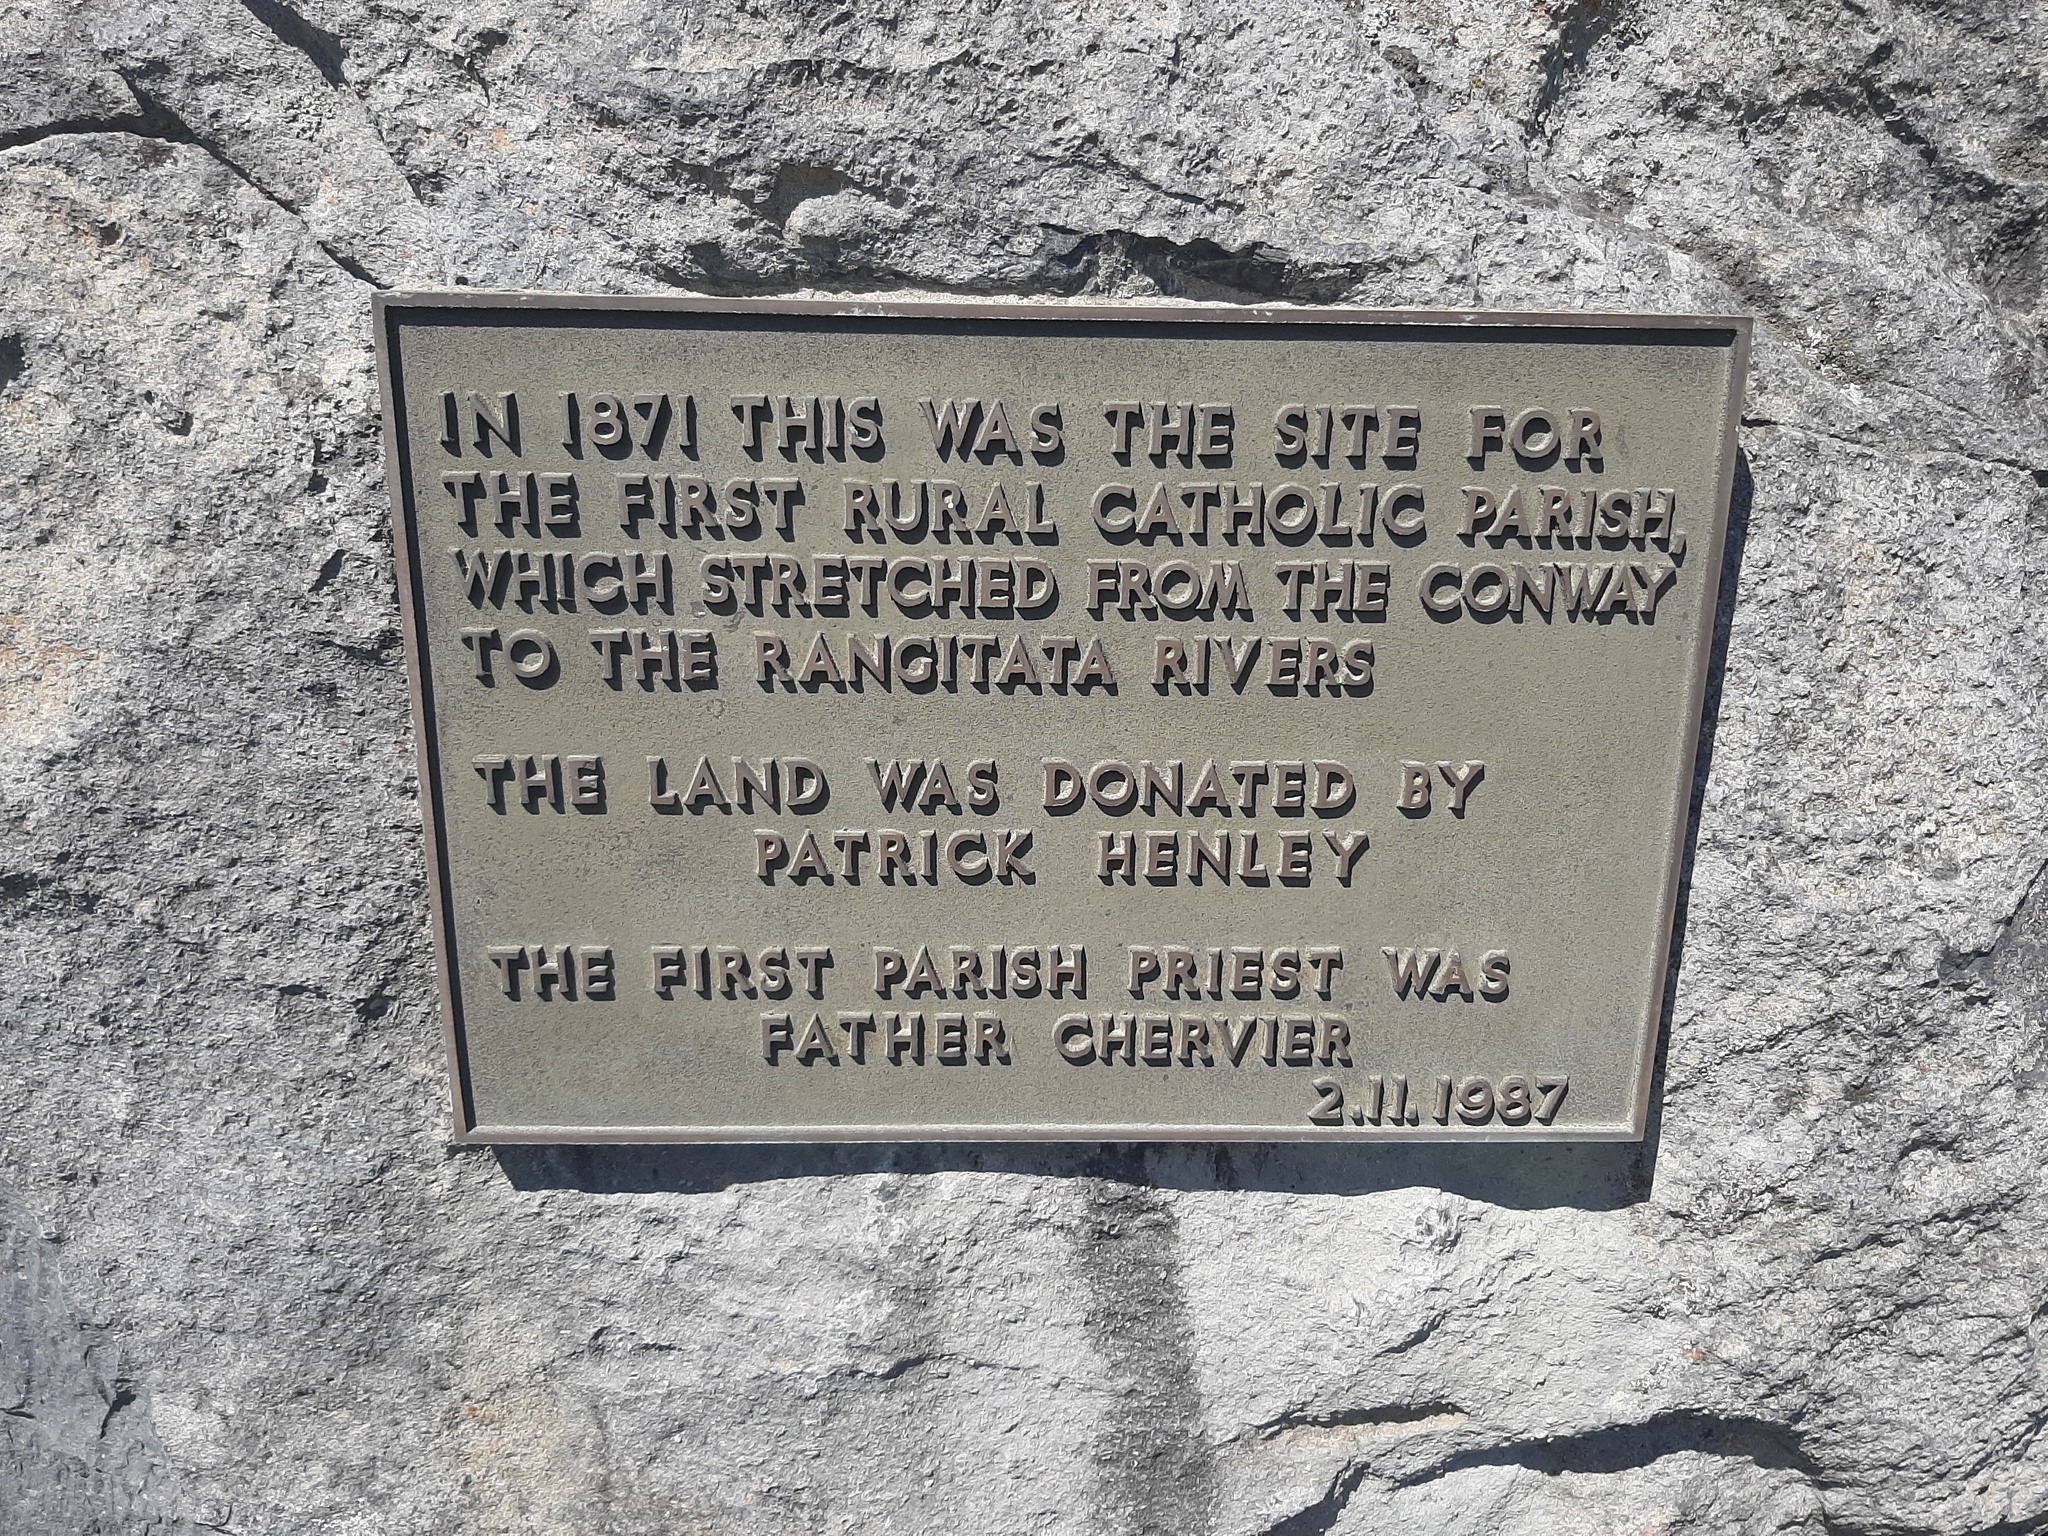 IN 1871 THIS WAS THE SITE FOR
THE FIRST RURAL CATHOLIC PARISH,
WHICH STRETCHED FROM THE CONWAY
TO THE RANGITATA RIVERS
THE LAND WAS DONATED BY
PATRICK HENLEY
THE FIRST PARISH PRIEST WAS
FATHER CHERVIER
2.11.1987